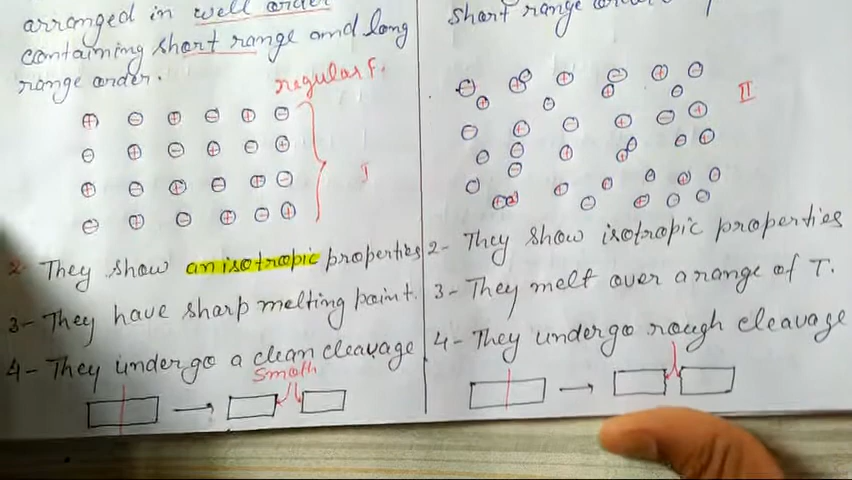 arranged in well order
containing short range and long
range order.
regular F.
I
2- They show anisotropic properties
3- They have sharp melting point.
4- They undergo a clean cleavage
Smoth
short range order
II
2- They show isotropic properties
3- They melt over a range of T.
4- They undergo rough cleavage